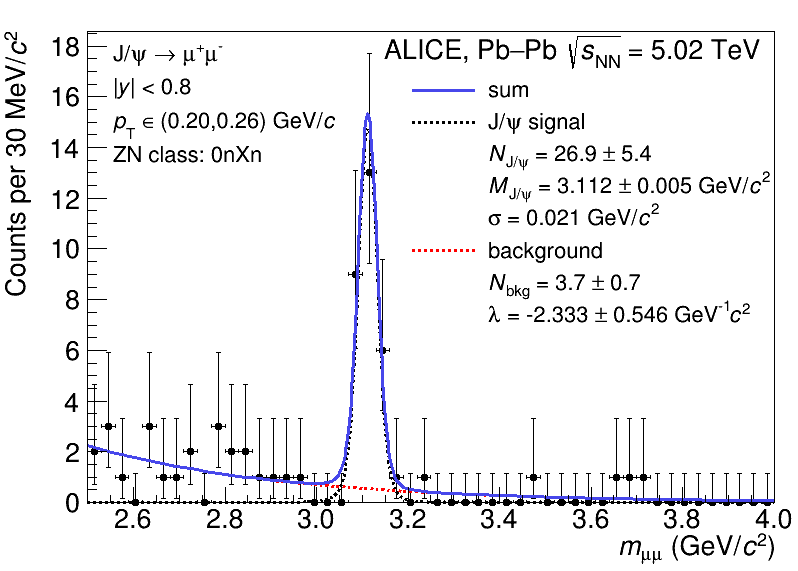 Counts per 30 MeV/c²
18
16
14
12
10
8
6
4
2
0
J/ψ → μ⁺μ⁻
|y| < 0.8
p_T ∈ (0.20,0.26) GeV/c
ZN class: 0nXn
ALICE, Pb–Pb √s_NN = 5.02 TeV
sum
J/ψ signal
N_J/ψ = 26.9 ± 5.4
M_J/ψ = 3.112 ± 0.005 GeV/c²
σ = 0.021 GeV/c²
background
N_bkg = 3.7 ± 0.7
λ = -2.333 ± 0.546 GeV⁻¹c²
2.6 2.8 3.0 3.2 3.4 3.6 3.8 4.0
m_μμ (GeV/c²)